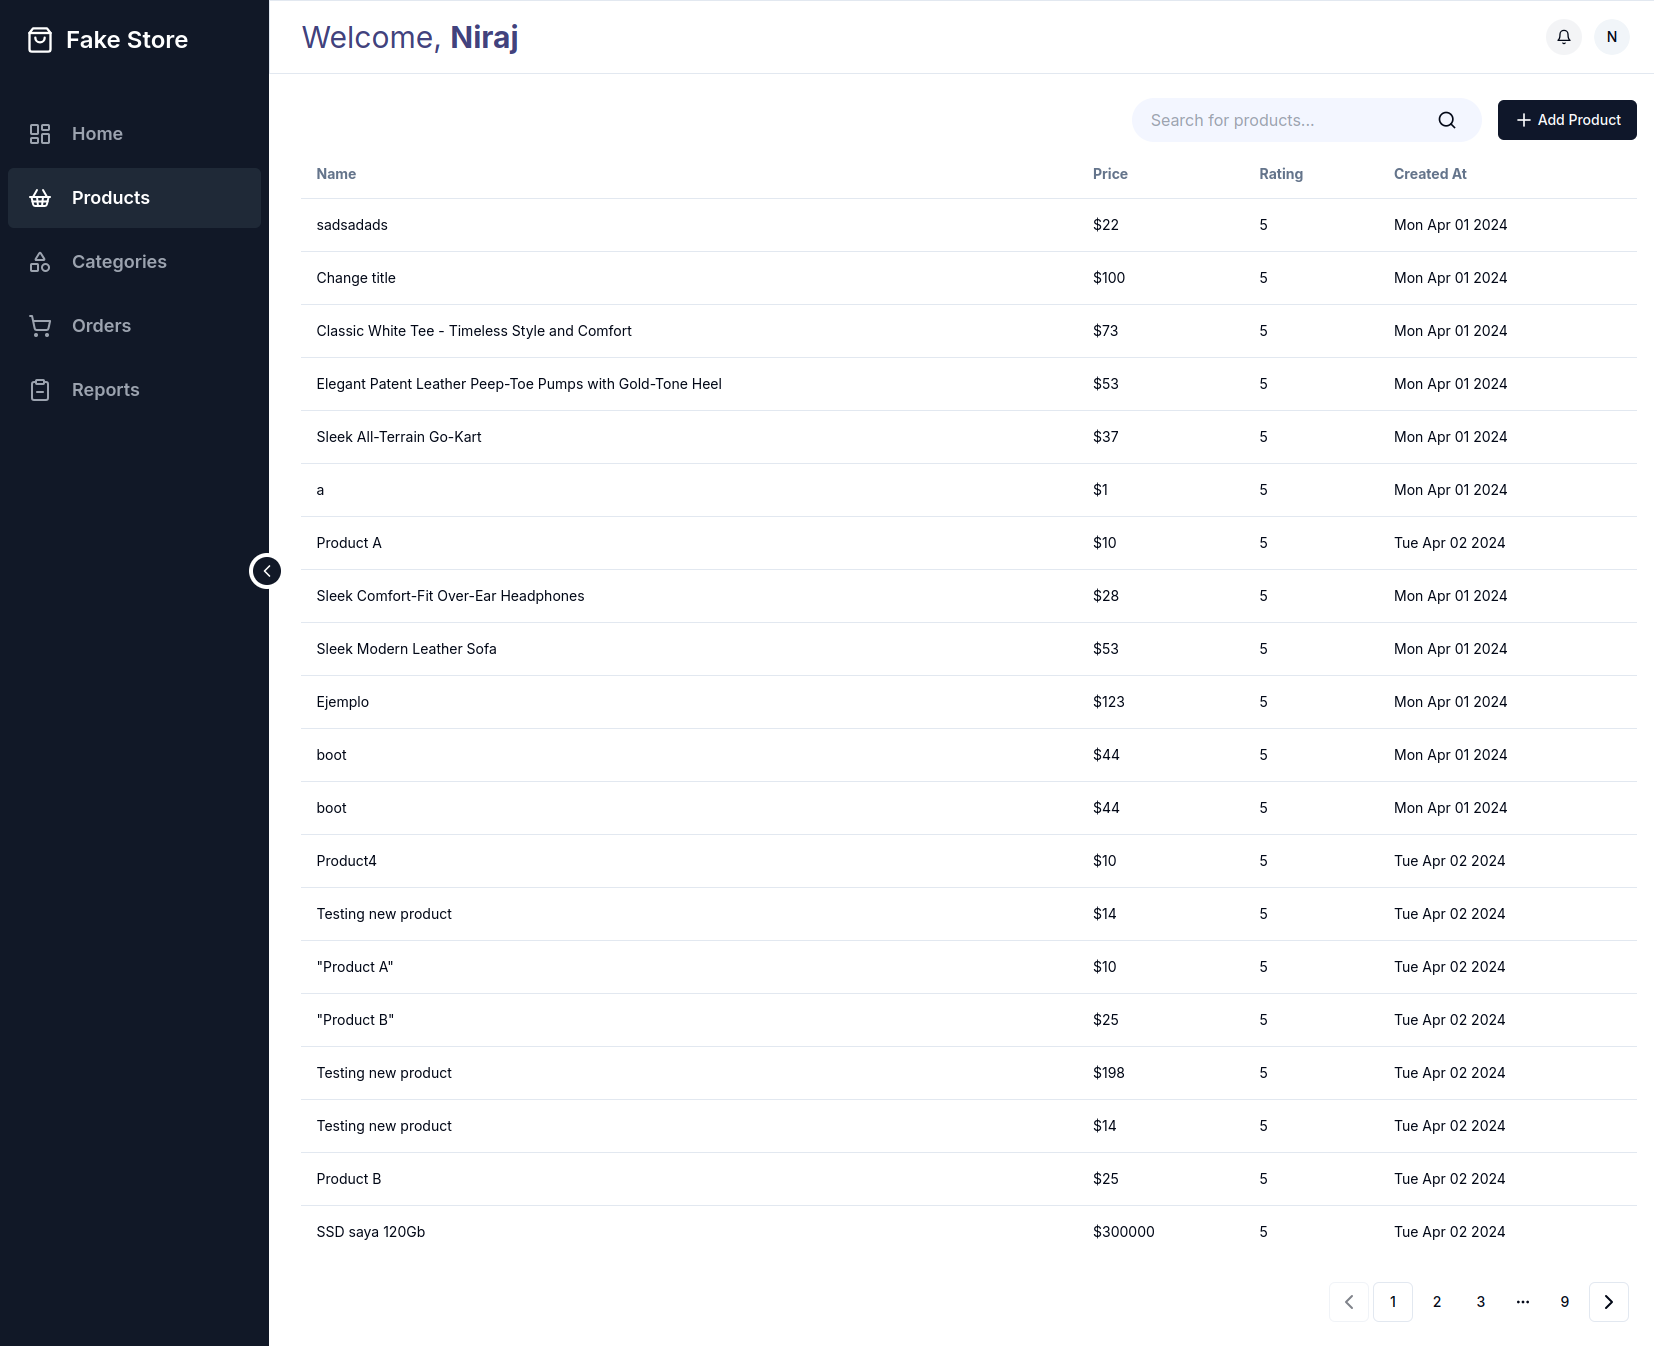 Fake Store
Home
Products
Categories
Orders
Reports
Welcome, Niraj
N
Search for products...
Add Product
Name Price Rating Created At
sadsadads $22 5 Mon Apr 01 2024
Change title $100 5 Mon Apr 01 2024
Classic White Tee - Timeless Style and Comfort $73 5 Mon Apr 01 2024
Elegant Patent Leather Peep-Toe Pumps with Gold-Tone Heel $53 5 Mon Apr 01 2024
Sleek All-Terrain Go-Kart $37 5 Mon Apr 01 2024
a $1 5 Mon Apr 01 2024
Product A $10 5 Tue Apr 02 2024
Sleek Comfort-Fit Over-Ear Headphones $28 5 Mon Apr 01 2024
Sleek Modern Leather Sofa $53 5 Mon Apr 01 2024
Ejemplo $123 5 Mon Apr 01 2024
boot $44 5 Mon Apr 01 2024
boot $44 5 Mon Apr 01 2024
Product4 $10 5 Tue Apr 02 2024
Testing new product $14 5 Tue Apr 02 2024
"Product A" $10 5 Tue Apr 02 2024
"Product B" $25 5 Tue Apr 02 2024
Testing new product $198 5 Tue Apr 02 2024
Testing new product $14 5 Tue Apr 02 2024
Product B $25 5 Tue Apr 02 2024
SSD saya 120Gb $300000 5 Tue Apr 02 2024
1 2 3 ... 9